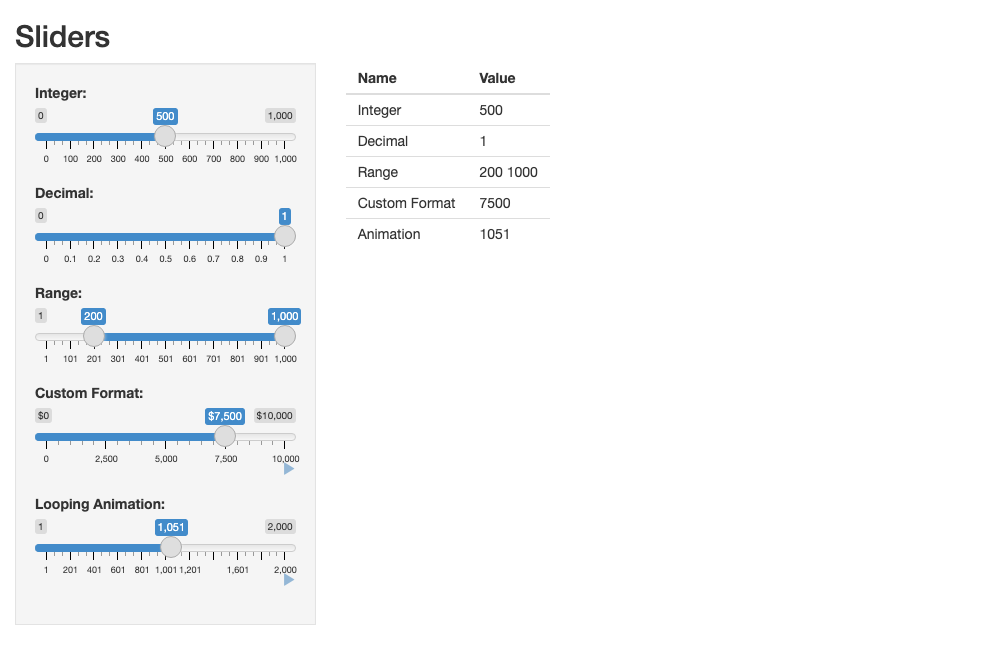 Sliders
Integer:
0 500 1,000
0 100 200 300 400 500 600 700 800 900 1,000
Decimal:
0 1
0 0.1 0.2 0.3 0.4 0.5 0.6 0.7 0.8 0.9 1
Range:
1 200 1,000
1 101 201 301 401 501 601 701 801 901 1,000
Custom Format:
$0 $7,500 $10,000
0 2,500 5,000 7,500 10,000
Looping Animation:
1 1,051 2,000
1 201 401 601 801 1,001 1,201 1,601 2,000
Name Value
Integer 500
Decimal 1
Range 200 1000
Custom Format 7500
Animation 1051